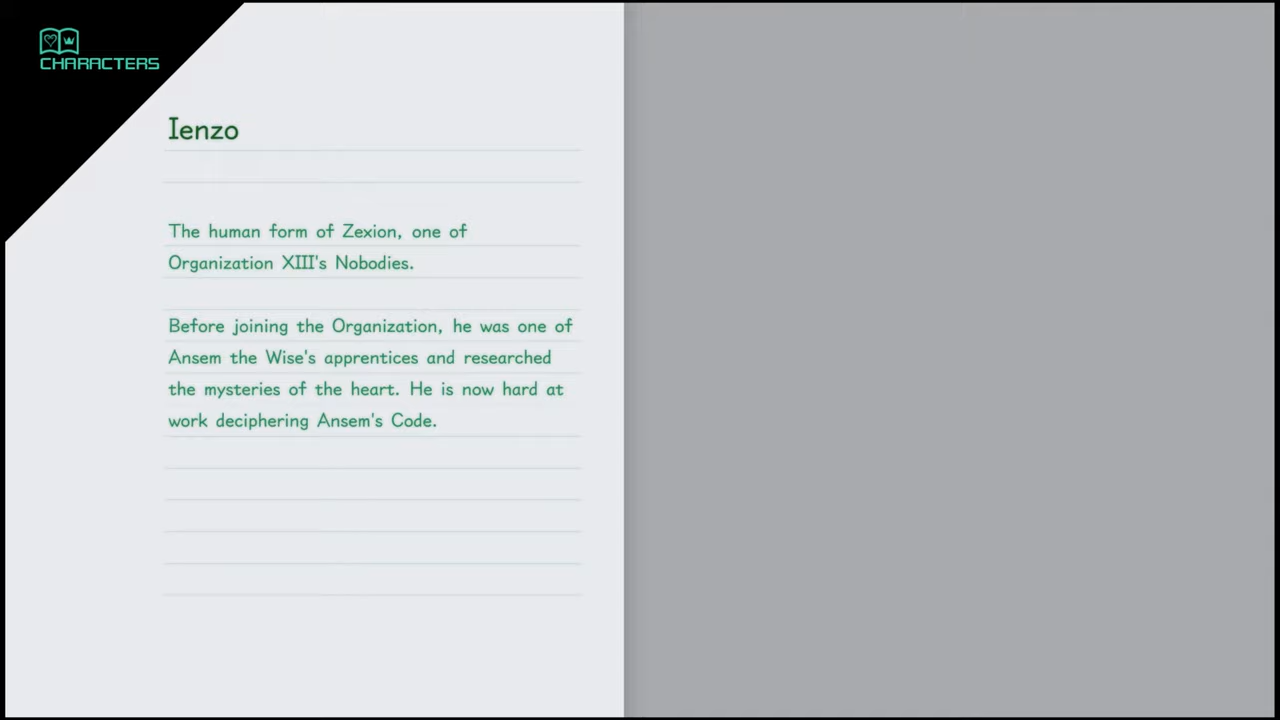 CHARACTERS
Ienzo
The human form of Zexion, one of
Organization XIII's Nobodies.
Before joining the Organization, he was one of
Ansem the Wise's apprentices and researched
the mysteries of the heart. He is now hard at
work deciphering Ansem's Code.